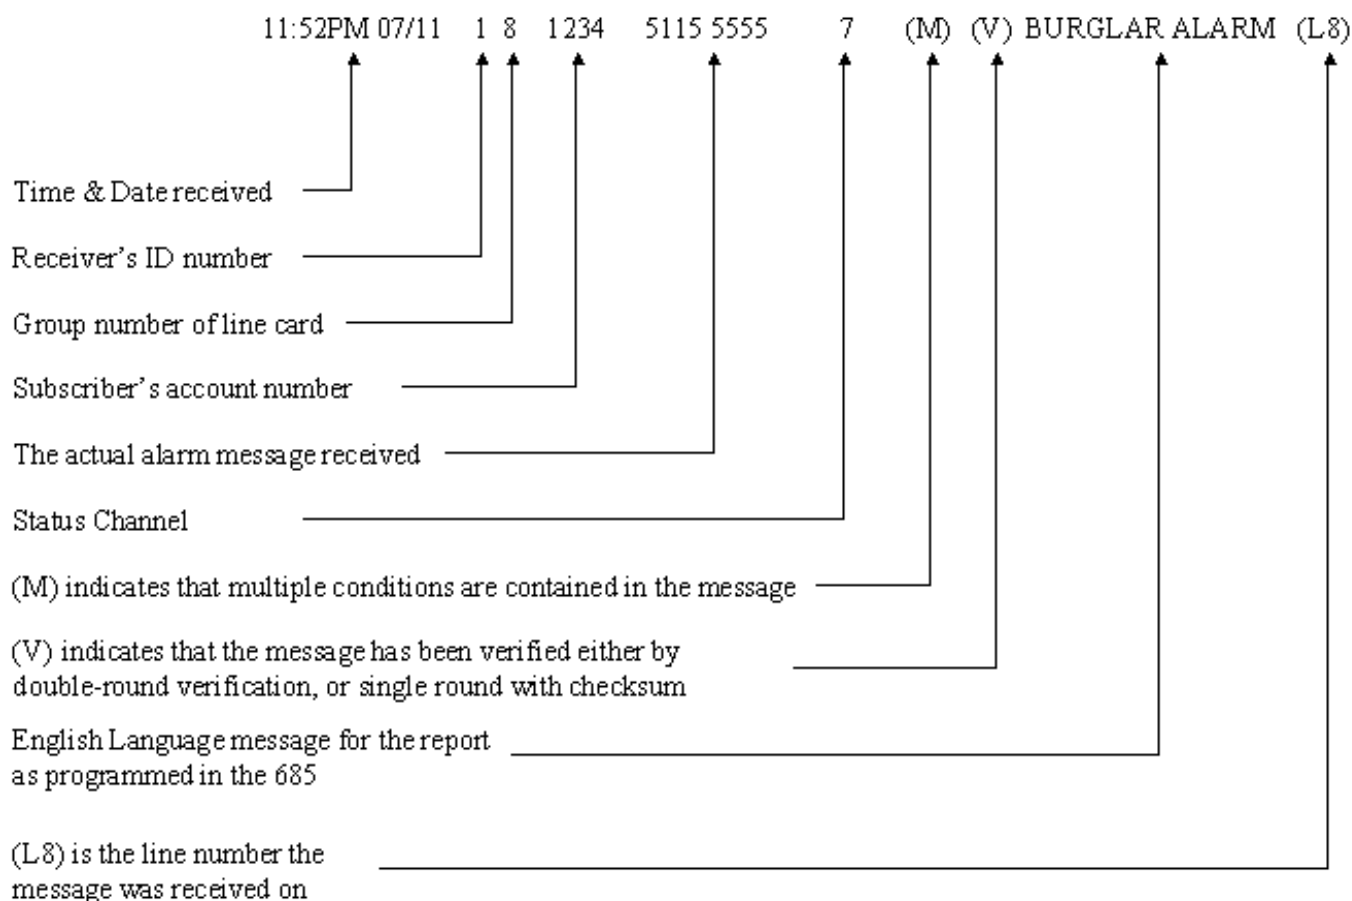 11:52PM 07/11 1 8 1234 5115 5555 7 (M) (V) BURGLAR ALARM (L8)
Time & Date received
Receiver's ID number
Group number of line card
Subscriber's account number
The actual alarm message received
Status Channel
(M) indicates that multiple conditions are contained in the message
(V) indicates that the message has been verified either by
double-round verification, or single round with checksum
English Language message for the report
as programmed in the 685
(L8) is the line number the
message was received on